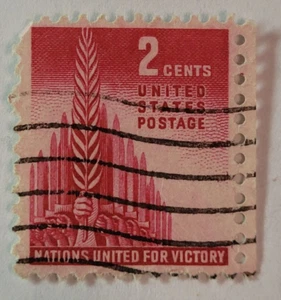 2 CENTS
UNITED
STATES
POSTAGE
NATIONS UNITED FOR VICTORY